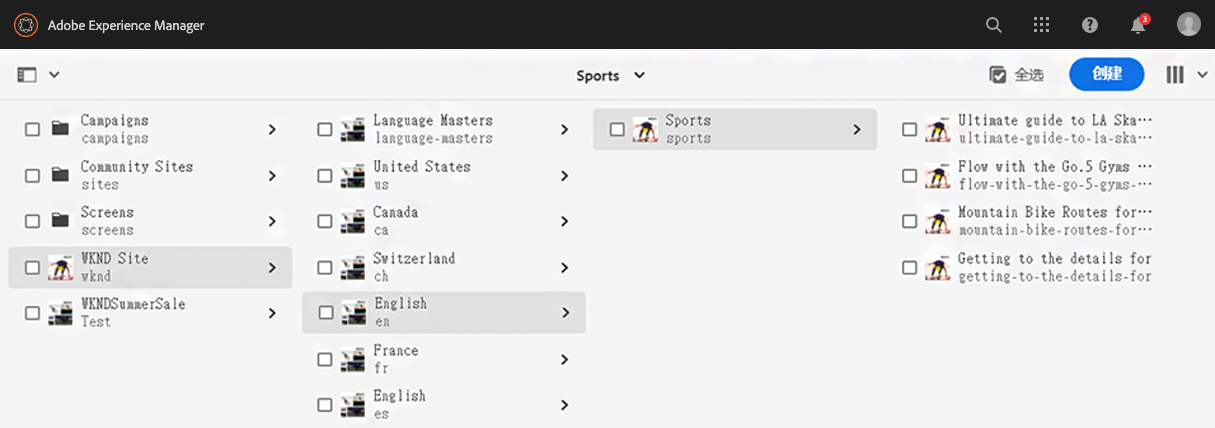 Adobe Experience Manager
3
Sports
全选
创建
Campaigns
campaigns
Community Sites
sites
Screens
screens
WKND Site
wknd
WKNDSummerSale
Test
Language Masters
language-masters
United States
us
Canada
ca
Switzerland
ch
English
en
France
fr
English
es
Sports
sports
Ultimate guide to LA Ska…
ultimate-guide-to-la-ska…
Flow with the Go.5 Gyms …
flow-with-the-go-5-gyms-…
Mountain Bike Routes for…
mountain-bike-routes-for…
Getting to the details for
getting-to-the-details-for